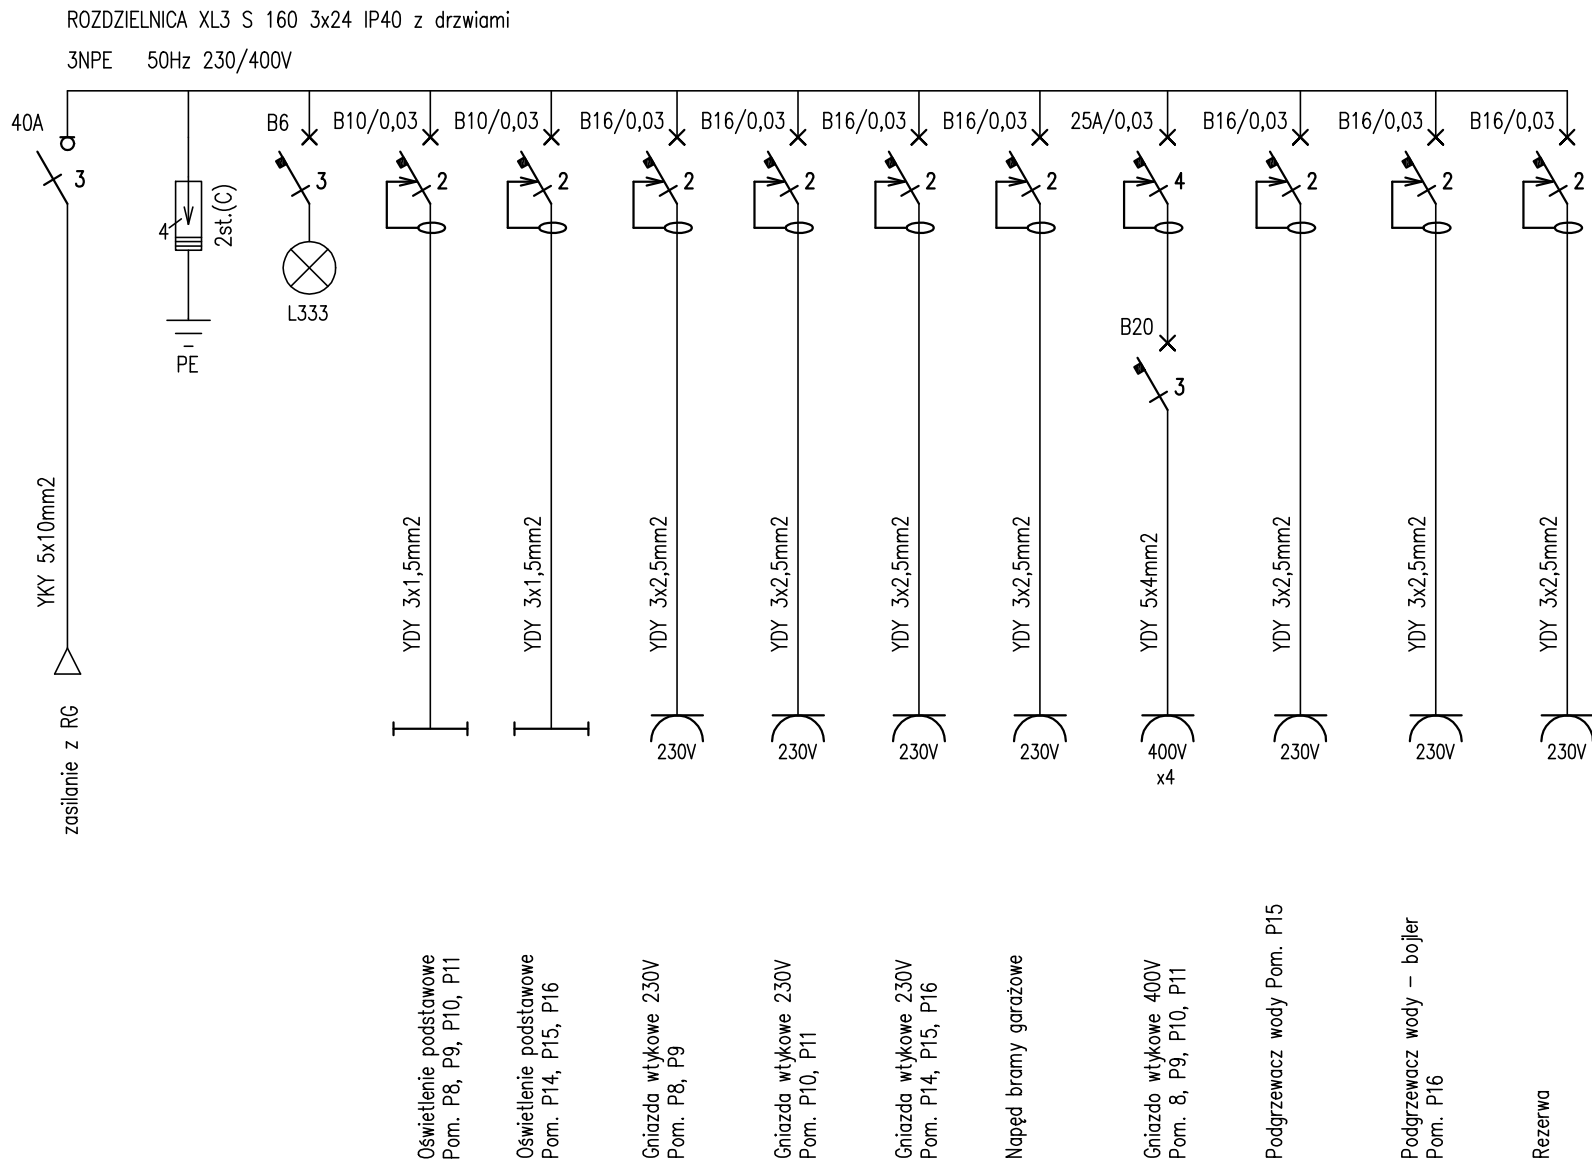 ROZDZIELNICA XL3 S 160 3x24 IP40 z drzwiami
3NPE 50Hz 230/400V
40A
3
YKY 5x10mm2
zasilanie z RG
4
2st.(C)
PE
B6
3
L333
B10/0,03
2
YDY 3x1,5mm2
Oświetlenie podstawowe
Pom. P8, P9, P10, P11
B10/0,03
2
YDY 3x1,5mm2
Oświetlenie podstawowe
Pom. P14, P15, P16
B16/0,03
2
YDY 3x2,5mm2
230V
Gniazda wtykowe 230V
Pom. P8, P9
B16/0,03
2
YDY 3x2,5mm2
230V
Gniazda wtykowe 230V
Pom. P10, P11
B16/0,03
2
YDY 3x2,5mm2
230V
Gniazda wtykowe 230V
Pom. P14, P15, P16
B16/0,03
2
YDY 3x2,5mm2
230V
Napęd bramy garażowe
25A/0,03
4
B20
3
YDY 5x4mm2
400V
x4
Gniazdo wtykowe 400V
Pom. 8, P9, P10, P11
B16/0,03
2
YDY 3x2,5mm2
230V
Podgrzewacz wody Pom. P15
B16/0,03
2
YDY 3x2,5mm2
230V
Podgrzewacz wody – bojler
Pom. P16
B16/0,03
2
YDY 3x2,5mm2
230V
Rezerwa